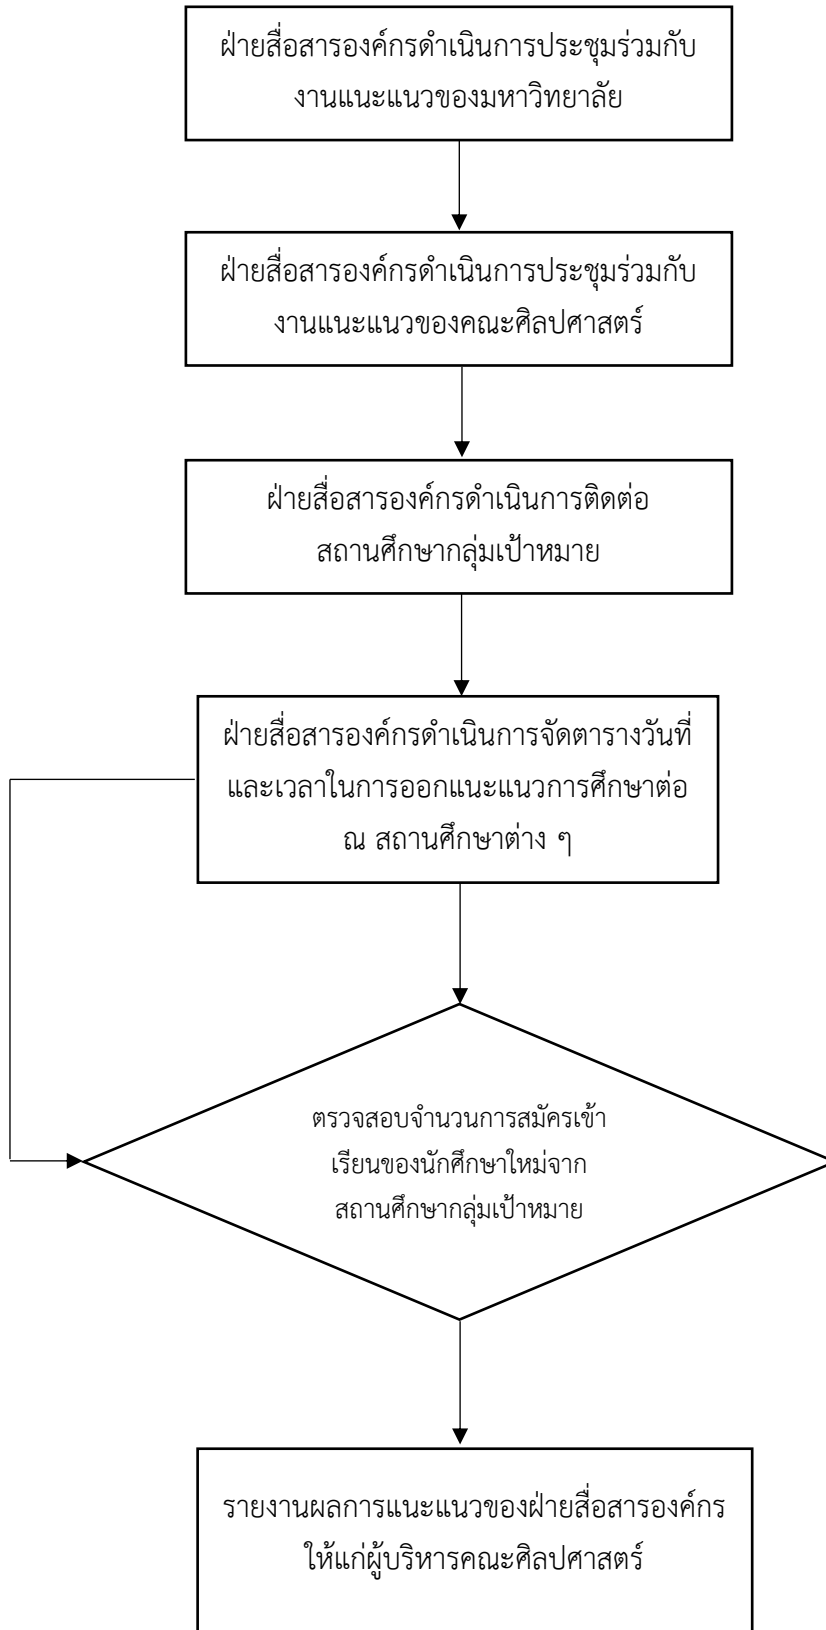 ฝ่ายสื่อสารองค์กรดำเนินการประชุมร่วมกับ
งานแนะแนวของมหาวิทยาลัย
ฝ่ายสื่อสารองค์กรดำเนินการประชุมร่วมกับ
งานแนะแนวของคณะศิลปศาสตร์
ฝ่ายสื่อสารองค์กรดำเนินการติดต่อ
สถานศึกษากลุ่มเป้าหมาย
ฝ่ายสื่อสารองค์กรดำเนินการจัดตารางวันที่
และเวลาในการออกแนะแนวการศึกษาต่อ
ณ สถานศึกษาต่าง ๆ
ตรวจสอบจำนวนการสมัครเข้า
เรียนของนักศึกษาใหม่จาก
สถานศึกษากลุ่มเป้าหมาย
รายงานผลการแนะแนวของฝ่ายสื่อสารองค์กร
ให้แก่ผู้บริหารคณะศิลปศาสตร์